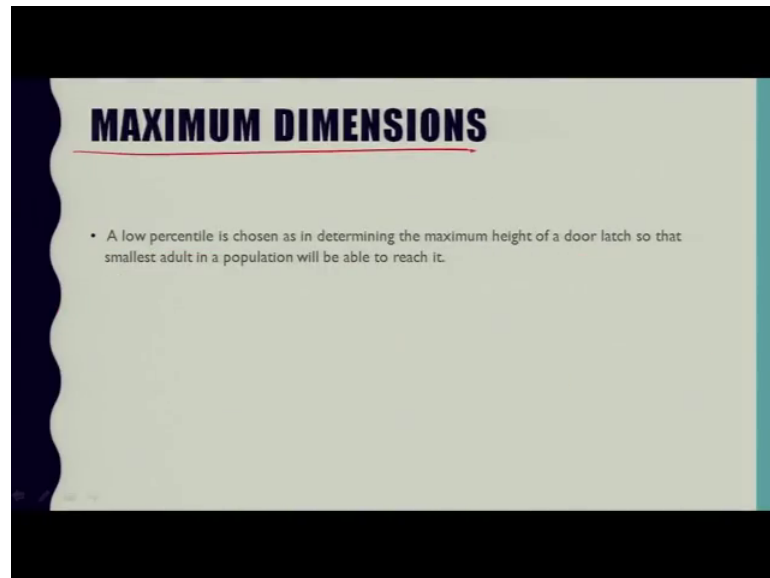 MAXIMUM DIMENSIONS
• A low percentile is chosen as in determining the maximum height of a door latch so that
smallest adult in a population will be able to reach it.